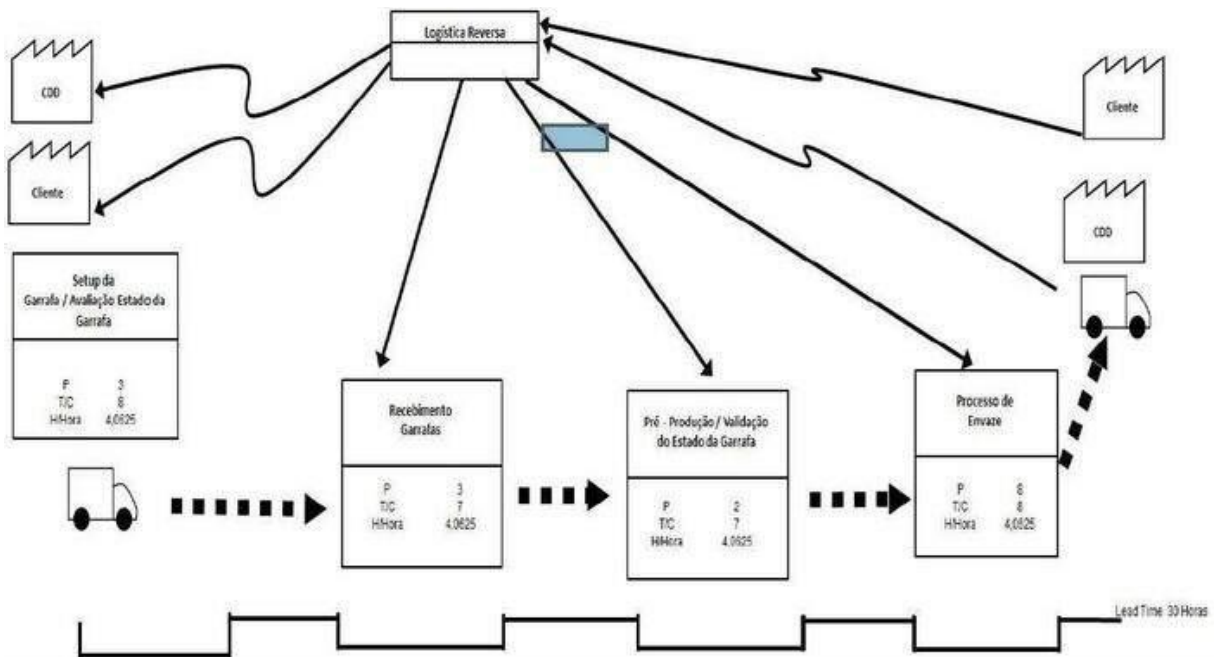 Logística Reversa
CDD
Cliente
Cliente
CDD
Setup da
Garrafa / Avaliação Estado da
Garrafa
P 3
T/C 8
H/Hora 4,0625
Recebimento
Garrafas
P 3
T/C 7
H/Hora 4,0625
Pré - Produção / Validação
do Estado da Garrafa
P 2
T/C 7
H/Hora 4,0625
Processo de
Envaze
P 8
T/C 8
H/Hora 4,0625
Lead Time 30 Horas